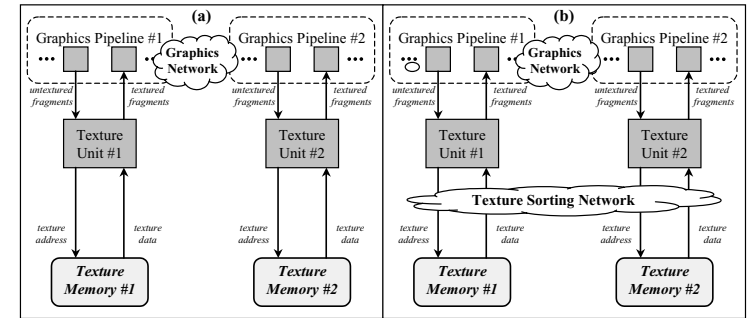 (a)
Graphics Pipeline #1
Graphics Pipeline #2
Graphics
Network
untextured
fragments
textured
fragments
untextured
fragments
textured
fragments
Texture
Unit #1
Texture
Unit #2
texture
address
texture
data
texture
address
texture
data
Texture
Memory #1
Texture
Memory #2
(b)
Graphics Pipeline #1
Graphics Pipeline #2
Graphics
Network
untextured
fragments
textured
fragments
untextured
fragments
textured
fragments
Texture
Unit #1
Texture
Unit #2
Texture Sorting Network
texture
address
texture
data
texture
address
texture
data
Texture
Memory #1
Texture
Memory #2